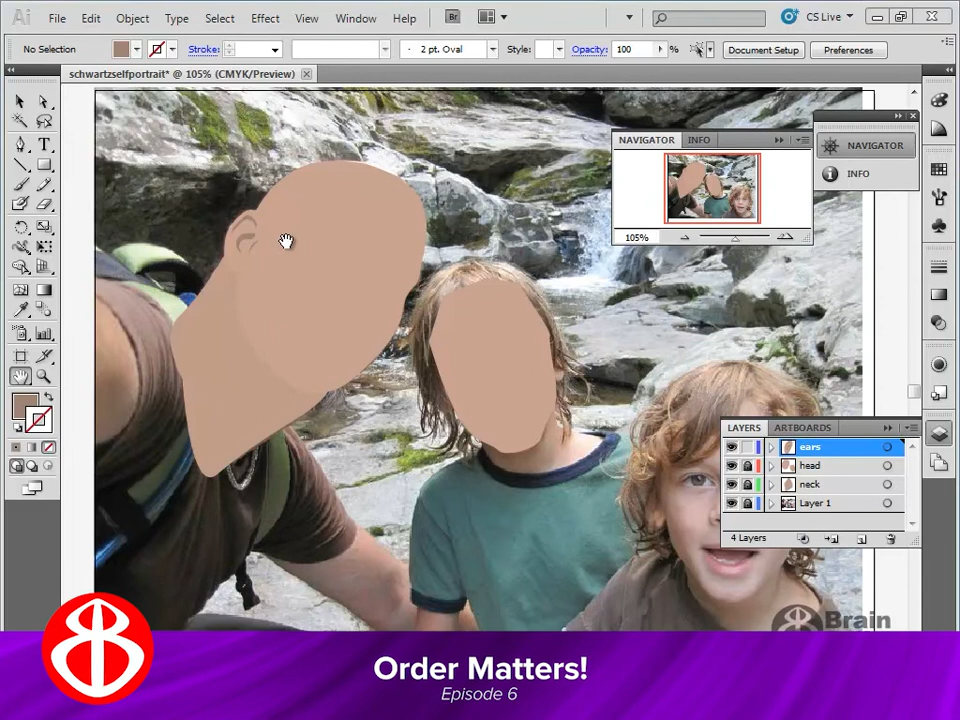 Ai File Edit Object Type Select Effect View Window Help Br CS Live
No Selection Stroke: 2 pt. Oval Style: Opacity: 100 % Document Setup Preferences
schwartzselfportrait* @ 105% (CMYK/Preview)
NAVIGATOR INFO
105%
NAVIGATOR
INFO
LAYERS ARTBOARDS
ears
head
neck
Layer 1
4 Layers
Brain
Order Matters!
Episode 6